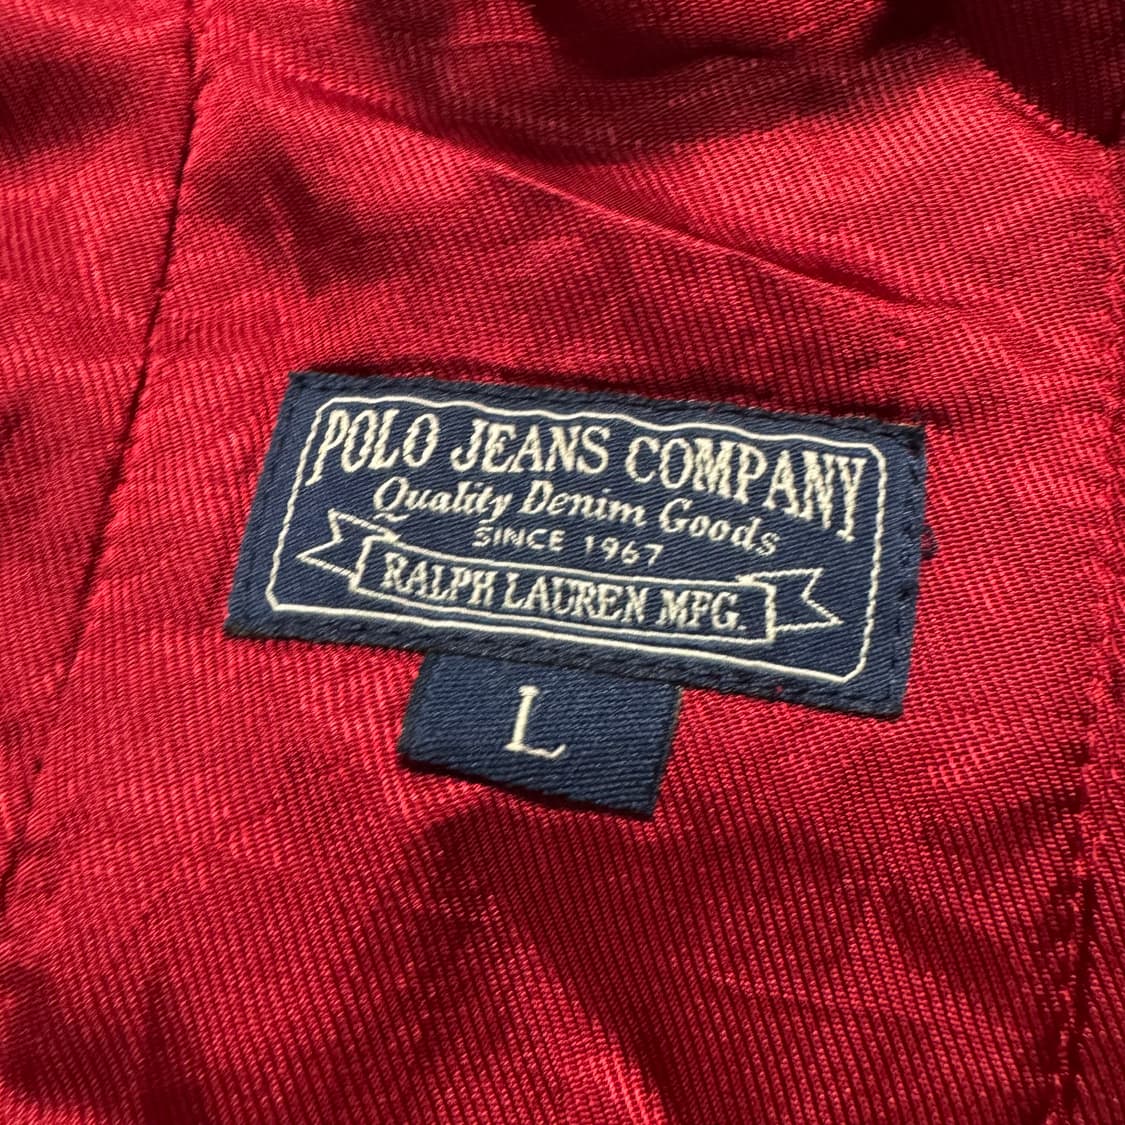 POLO JEANS COMPANY
Quality Denim Goods
SINCE 1967
RALPH LAUREN MFG.
L